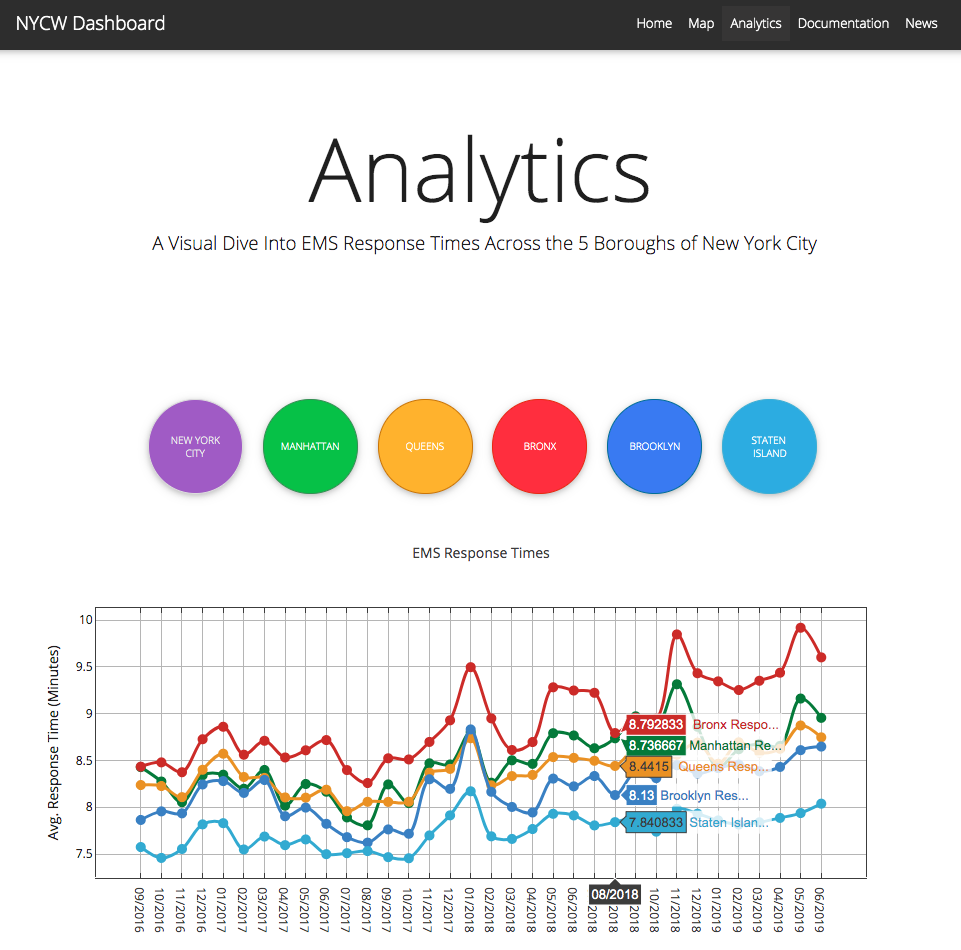 NYCW Dashboard
Home Map Analytics Documentation News
Analytics
A Visual Dive Into EMS Response Times Across the 5 Boroughs of New York City
NEW YORK
CITY
MANHATTAN
QUEENS
BRONX
BROOKLYN
STATEN
ISLAND
EMS Response Times
Avg. Response Time (Minutes)
10
9.5
9
8.5
8
7.5
8.792833 Bronx Respo...
8.736667 Manhattan Re...
8.4415 Queens Resp...
8.13 Brooklyn Res...
7.840833 Staten Islan...
09/2016
10/2016
11/2016
12/2016
01/2017
02/2017
03/2017
04/2017
05/2017
06/2017
07/2017
08/2017
09/2017
10/2017
11/2017
12/2017
01/2018
02/2018
03/2018
04/2018
05/2018
06/2018
08/2018
10/2018
11/2018
12/2018
01/2019
02/2019
03/2019
04/2019
05/2019
06/2019